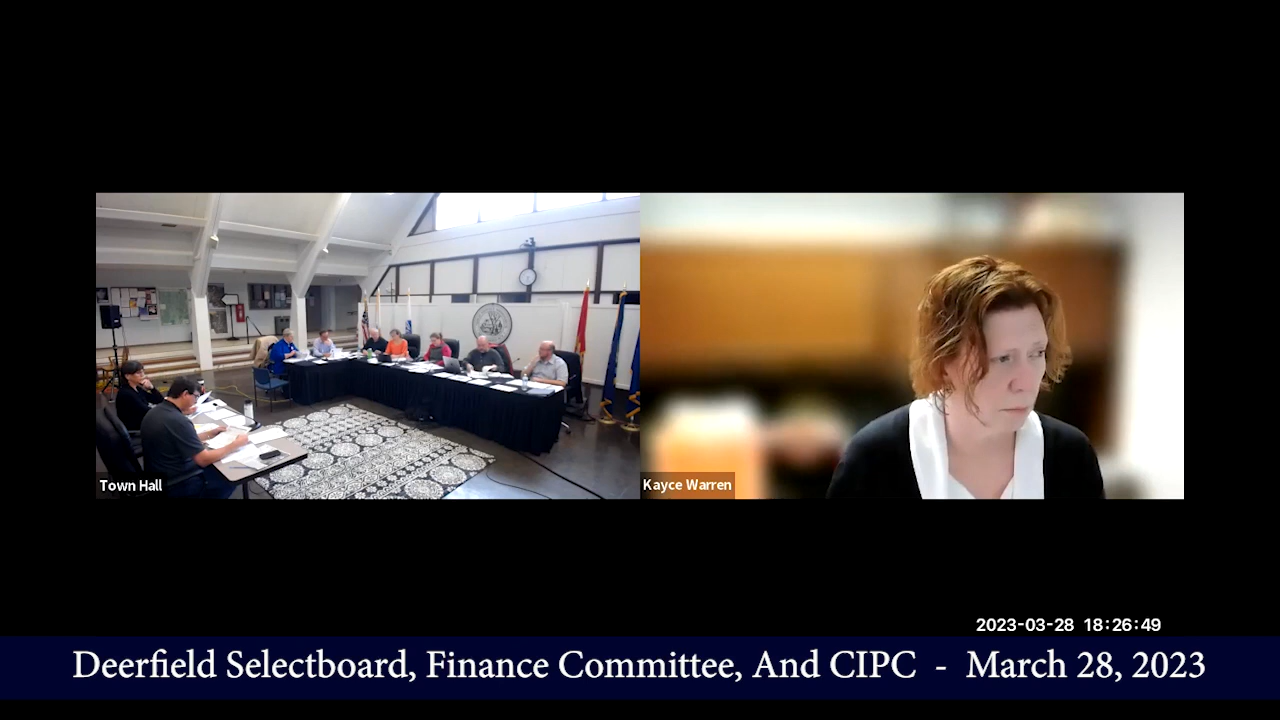 Town Hall
Kayce Warren
2023-03-28 18:26:49
Deerfield Selectboard, Finance Committee, And CIPC - March 28, 2023